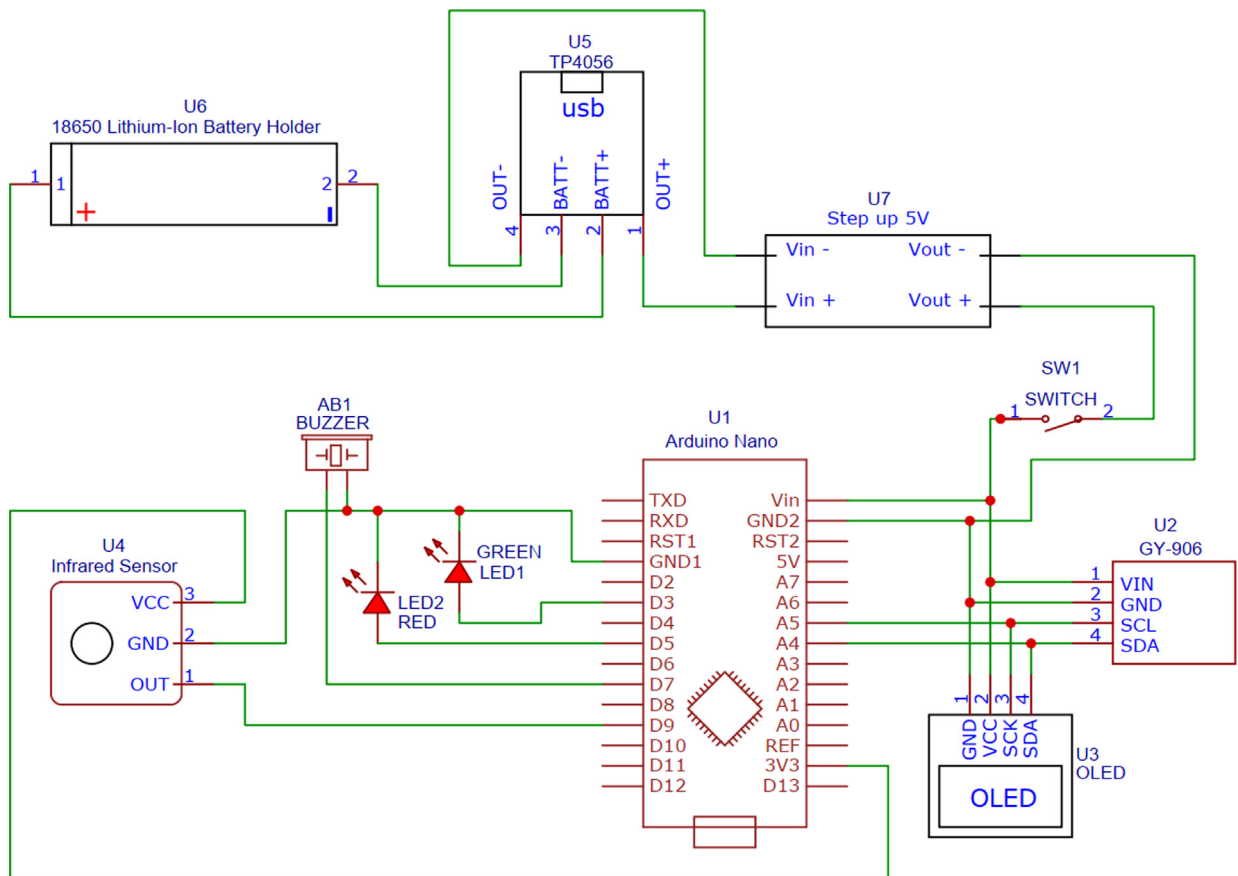 U5
TP4056
usb
OUT-
BATT-
BATT+
OUT+
4
3
2
1
U6
18650 Lithium-Ion Battery Holder
1
1
2
2
+
-
U7
Step up 5V
Vin -
Vout -
Vin +
Vout +
SW1
SWITCH
1
2
AB1
BUZZER
U1
Arduino Nano
TXD
RXD
RST1
GND1
D2
D3
D4
D5
D6
D7
D8
D9
D10
D11
D12
Vin
GND2
RST2
5V
A7
A6
A5
A4
A3
A2
A1
A0
REF
3V3
D13
GREEN
LED1
LED2
RED
U4
Infrared Sensor
VCC 3
GND 2
OUT 1
U2
GY-906
1 VIN
2 GND
3 SCL
4 SDA
1
2
3
4
GND
VCC
SCK
SDA
U3
OLED
OLED